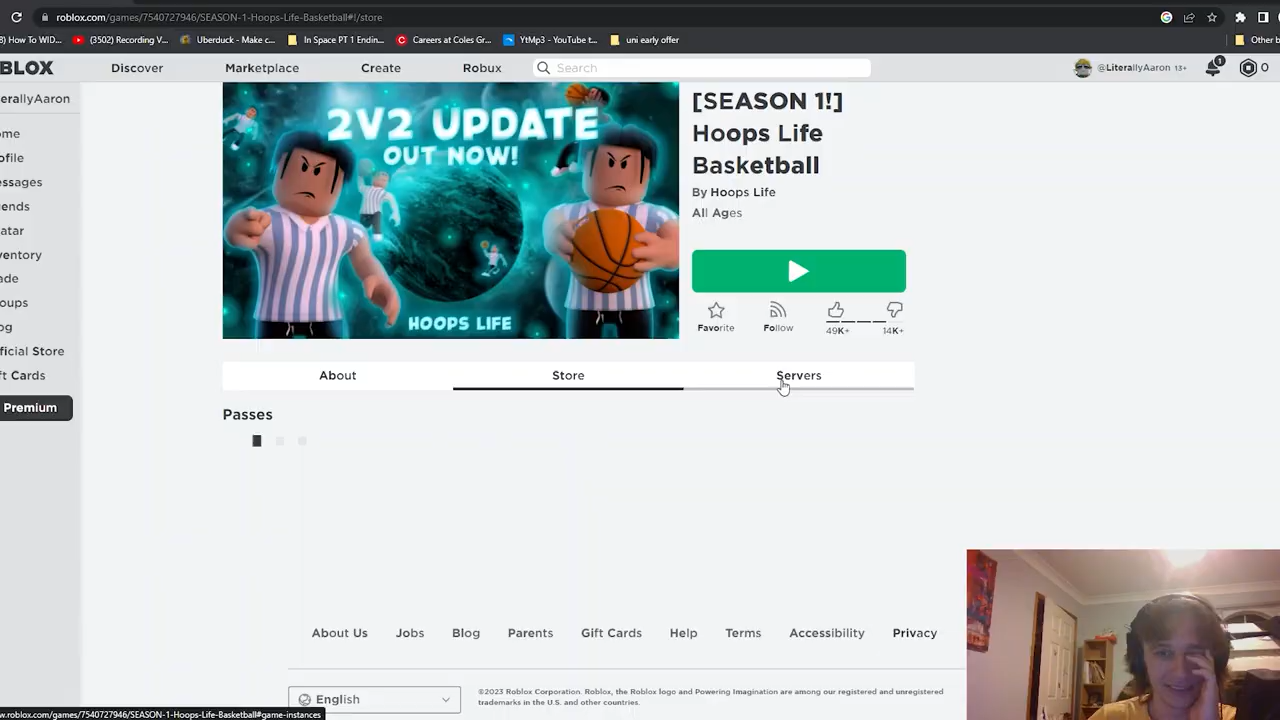 roblox.com/games/7540727946/SEASON-1-Hoops-Life-Basketball#!/store
8) How To WID... (3502) Recording V... Uberduck - Make c... In Space PT 1 Endin... Careers at Coles Gr... YtMp3 - YouTube t... uni early offer Other b
BLOX Discover Marketplace Create Robux Search @LiterallyAaron 13+ 1 0
erallyAaron
ome
ofile
essages
ends
atar
ventory
ade
oups
og
icial Store
ft Cards
Premium
2V2 UPDATE
OUT NOW!
HOOPS LIFE
[SEASON 1!]
Hoops Life
Basketball
By Hoops Life
All Ages
Favorite Follow 49K+ 14K+
About Store Servers
Passes
About Us Jobs Blog Parents Gift Cards Help Terms Accessibility Privacy
English
©2023 Roblox Corporation. Roblox, the Roblox logo and Powering Imagination are among our registered and unregistered
trademarks in the U.S. and other countries.
w.roblox.com/games/7540727946/SEASON-1-Hoops-Life-Basketball#game-instances